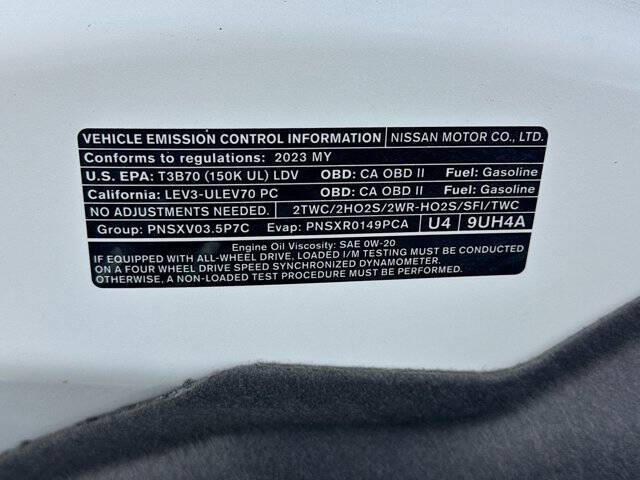 VEHICLE EMISSION CONTROL INFORMATION NISSAN MOTOR CO., LTD.
Conforms to regulations: 2023 MY
U.S. EPA: T3B70 (150K UL) LDV OBD: CA OBD II Fuel: Gasoline
California: LEV3-ULEV70 PC OBD: CA OBD II Fuel: Gasoline
NO ADJUSTMENTS NEEDED. 2TWC/2HO2S/2WR-HO2S/SFI/TWC
Group: PNSXV03.5P7C Evap: PNSXR0149PCA U4 9UH4A
Engine Oil Viscosity: SAE 0W-20
IF EQUIPPED WITH ALL-WHEEL DRIVE, LOADED I/M TESTING MUST BE CONDUCTED
ON A FOUR WHEEL DRIVE SPEED SYNCHRONIZED DYNAMOMETER.
OTHERWISE, A NON-LOADED TEST PROCEDURE MUST BE PERFORMED.